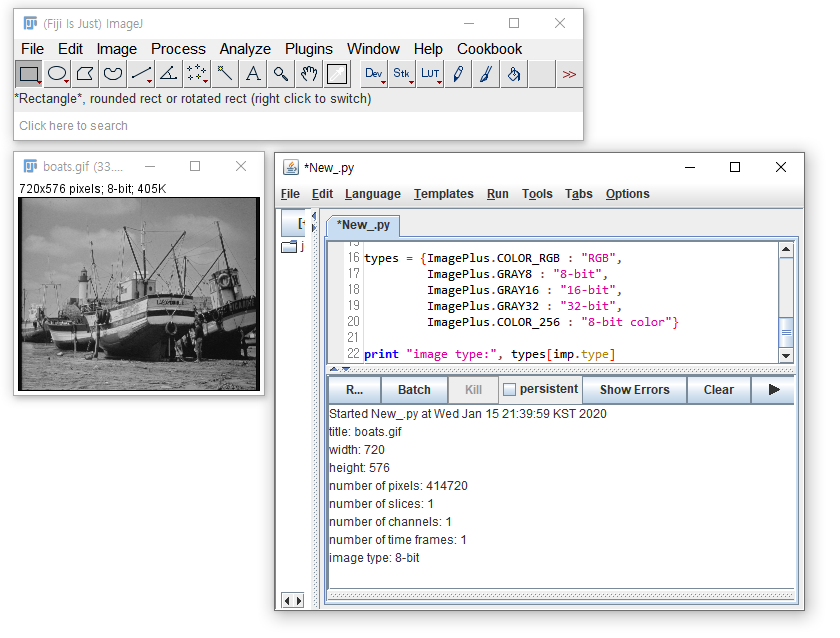 (Fiji Is Just) ImageJ
File Edit Image Process Analyze Plugins Window Help Cookbook
A Dev Stk LUT >>
*Rectangle*, rounded rect or rotated rect (right click to switch)
Click here to search
boats.gif (33....
720x576 pixels; 8-bit; 405K
*New_.py
File Edit Language Templates Run Tools Tabs Options
[+
j
*New_.py
15
16 types = {ImagePlus.COLOR_RGB : "RGB",
17 ImagePlus.GRAY8 : "8-bit",
18 ImagePlus.GRAY16 : "16-bit",
19 ImagePlus.GRAY32 : "32-bit",
20 ImagePlus.COLOR_256 : "8-bit color"}
21
22 print "image type:", types[imp.type]
R... Batch Kill persistent Show Errors Clear
Started New_.py at Wed Jan 15 21:39:59 KST 2020
title: boats.gif
width: 720
height: 576
number of pixels: 414720
number of slices: 1
number of channels: 1
number of time frames: 1
image type: 8-bit